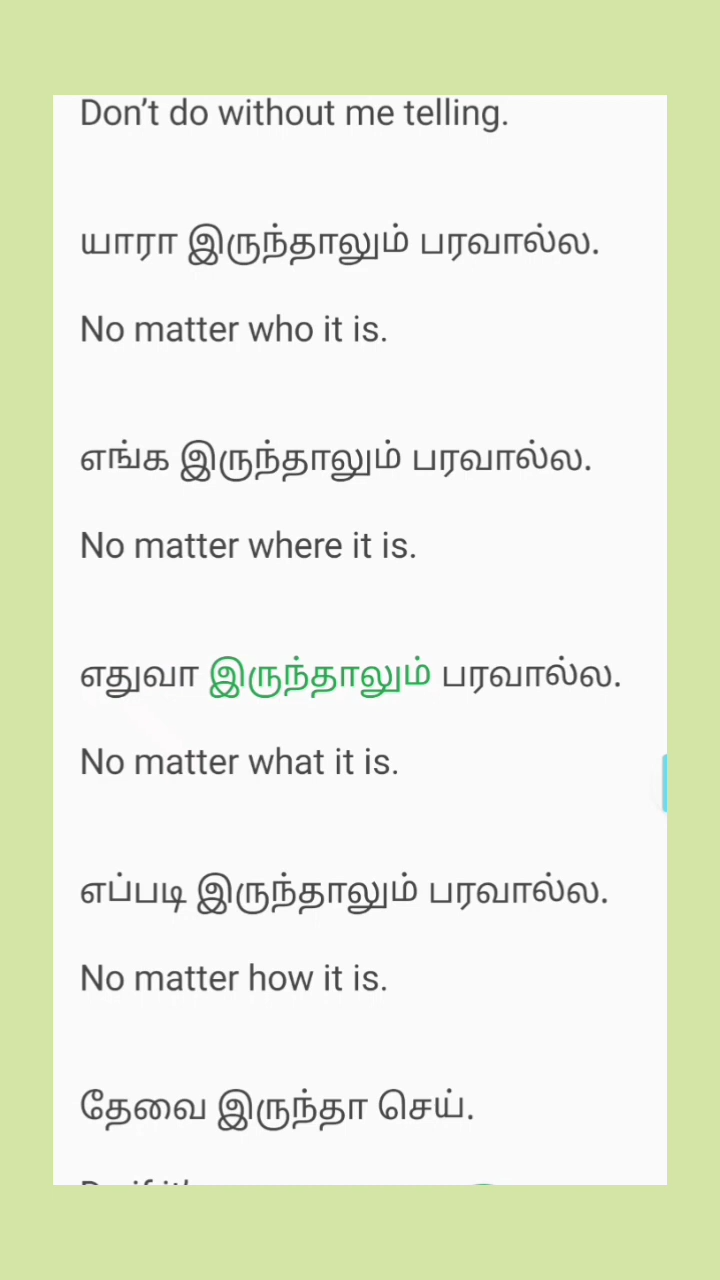 Don’t do without me telling.
யாரா இருந்தாலும் பரவால்ல.
No matter who it is.
எங்க இருந்தாலும் பரவால்ல.
No matter where it is.
எதுவா இருந்தாலும் பரவால்ல.
No matter what it is.
எப்படி இருந்தாலும் பரவால்ல.
No matter how it is.
தேவை இருந்தா செய்.